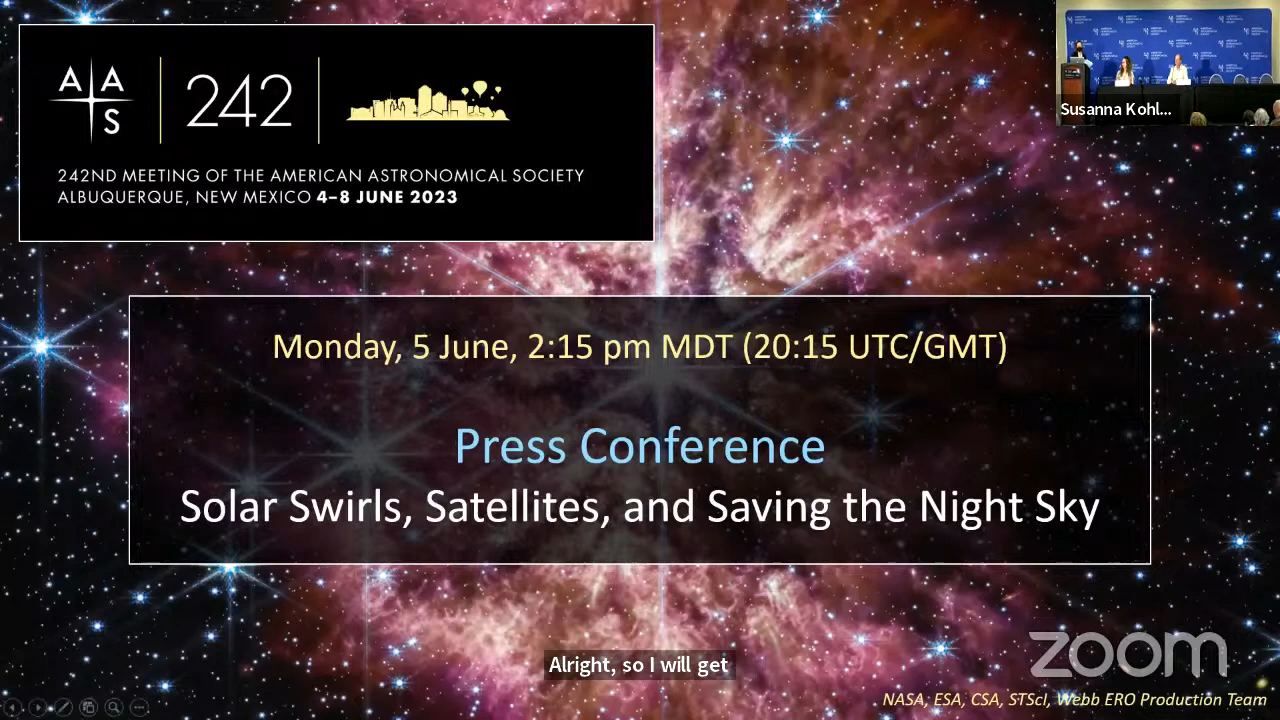 A A
S
242
242ND MEETING OF THE AMERICAN ASTRONOMICAL SOCIETY
ALBUQUERQUE, NEW MEXICO 4–8 JUNE 2023
Susanna Kohl...
Monday, 5 June, 2:15 pm MDT (20:15 UTC/GMT)
Press Conference
Solar Swirls, Satellites, and Saving the Night Sky
zoom
Alright, so I will get
NASA, ESA, CSA, STScI, Webb ERO Production Team